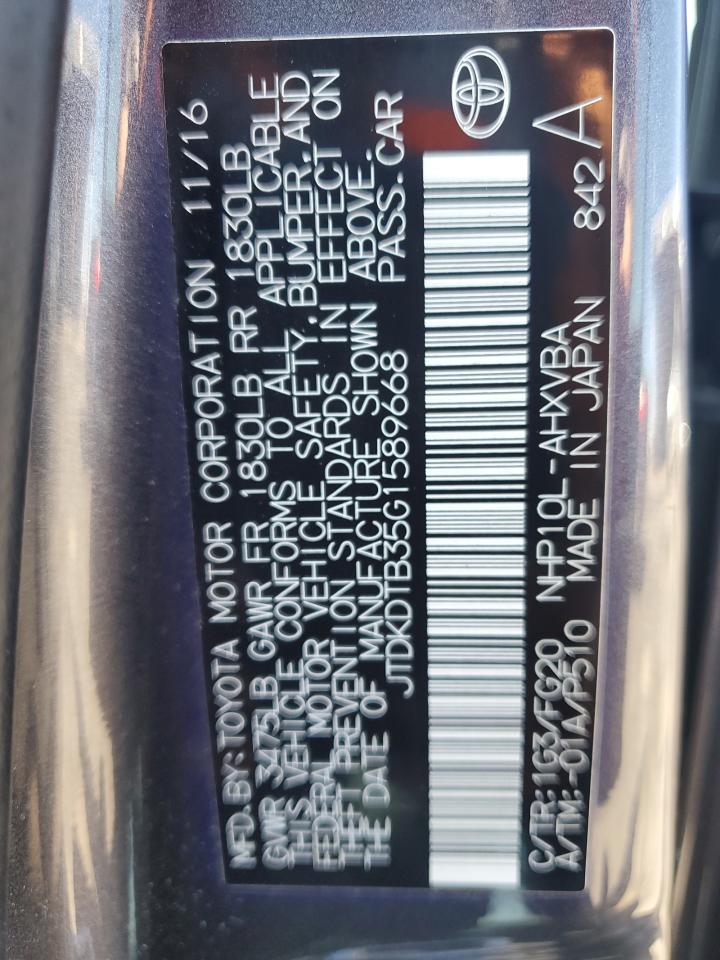 MFD.BY:TOYOTA MOTOR CORPORATION 11/16
GVWR 3475LB GAWR FR 1830LB RR 1830LB
THIS VEHICLE CONFORMS TO ALL APPLICABLE
FEDERAL MOTOR VEHICLE SAFETY,BUMPER,AND
THEFT PREVENTION STANDARDS IN EFFECT ON
THE DATE OF MANUFACTURE SHOWN ABOVE.
JTDKDTB35G1589668 PASS.CAR
C/TR:1G3/FG20 NHP10L-AHXVBA 842 A
A/TM:-01A/P510 MADE IN JAPAN